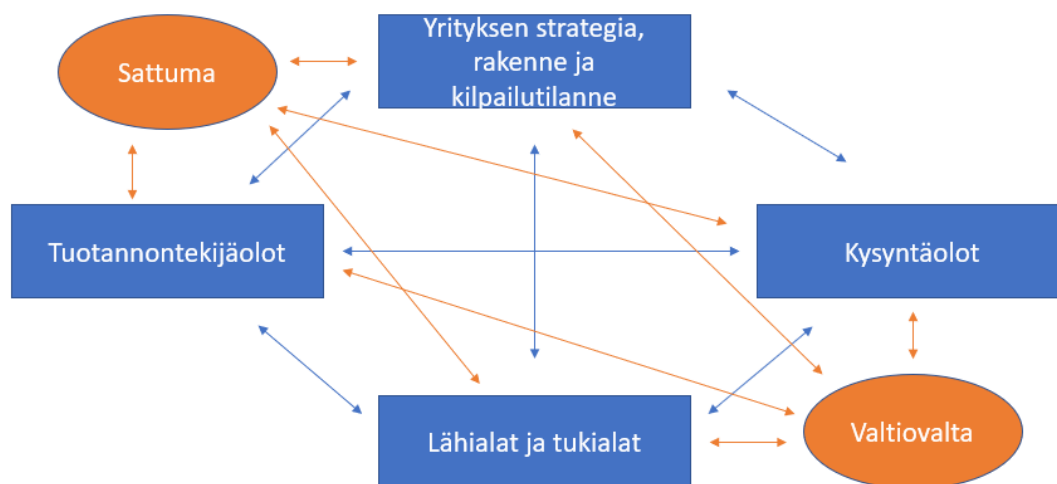 Yrityksen strategia,
rakenne ja
kilpailutilanne
Sattuma
Tuotannontekijäolot
Kysyntäolot
Lähialat ja tukialat
Valtiovalta